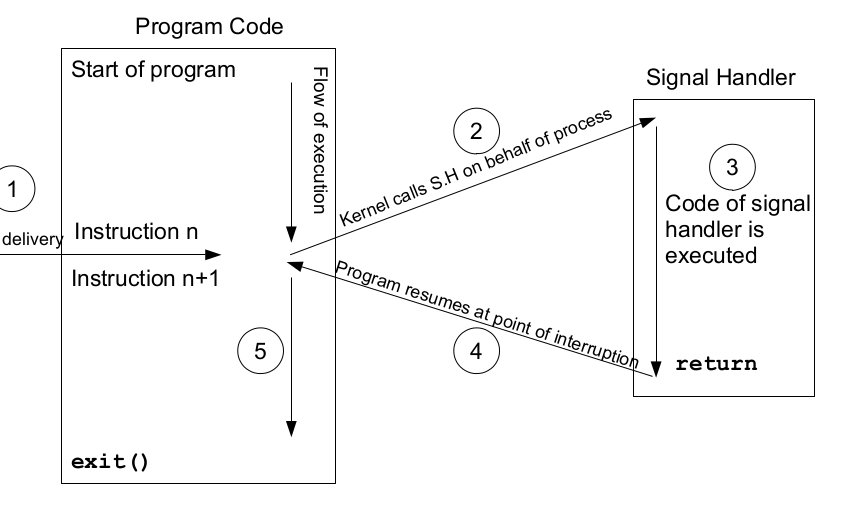 Program Code
Start of program
Flow of execution
Signal Handler
1
delivery
Instruction n
Instruction n+1
2
Kernel calls S.H on behalf of process
3
Code of signal
handler is
executed
Program resumes at point of interruption
4
return
5
exit()